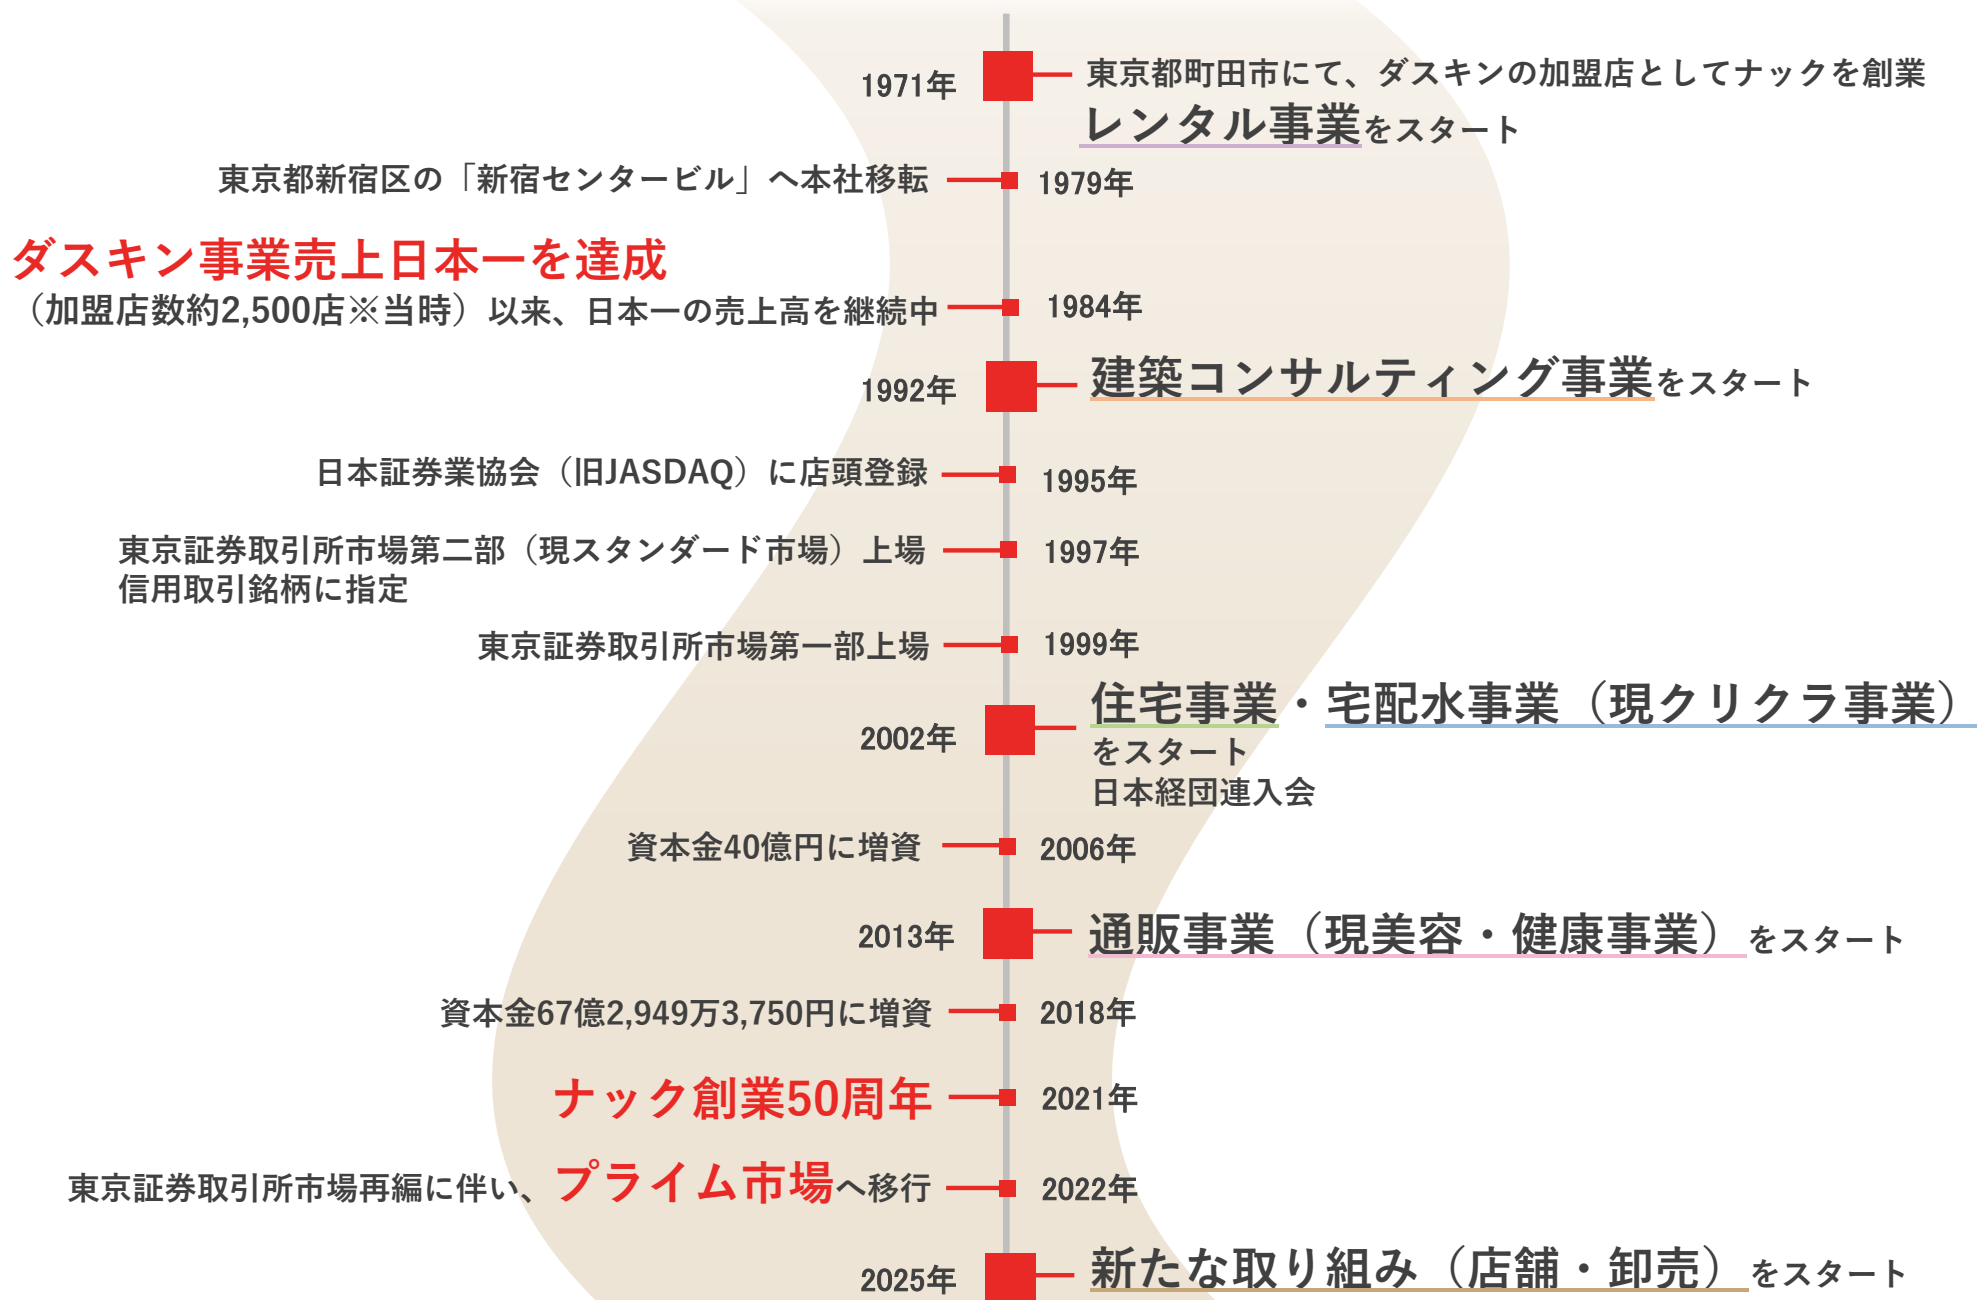 1971年
東京都町田市にて、ダスキンの加盟店としてナックを創業
レンタル事業をスタート
東京都新宿区の「新宿センタービル」へ本社移転
1979年
ダスキン事業売上日本一を達成
（加盟店数約2,500店※当時）以来、日本一の売上高を継続中
1984年
1992年
建築コンサルティング事業をスタート
日本証券業協会（旧JASDAQ）に店頭登録
1995年
東京証券取引所市場第二部（現スタンダード市場）上場
信用取引銘柄に指定
1997年
東京証券取引所市場第一部上場
1999年
2002年
住宅事業・宅配水事業（現クリクラ事業）
をスタート
日本経団連入会
資本金40億円に増資
2006年
2013年
通販事業（現美容・健康事業）をスタート
資本金67億2,949万3,750円に増資
2018年
ナック創業50周年
2021年
東京証券取引所市場再編に伴い、プライム市場へ移行
2022年
2025年
新たな取り組み（店舗・卸売）をスタート